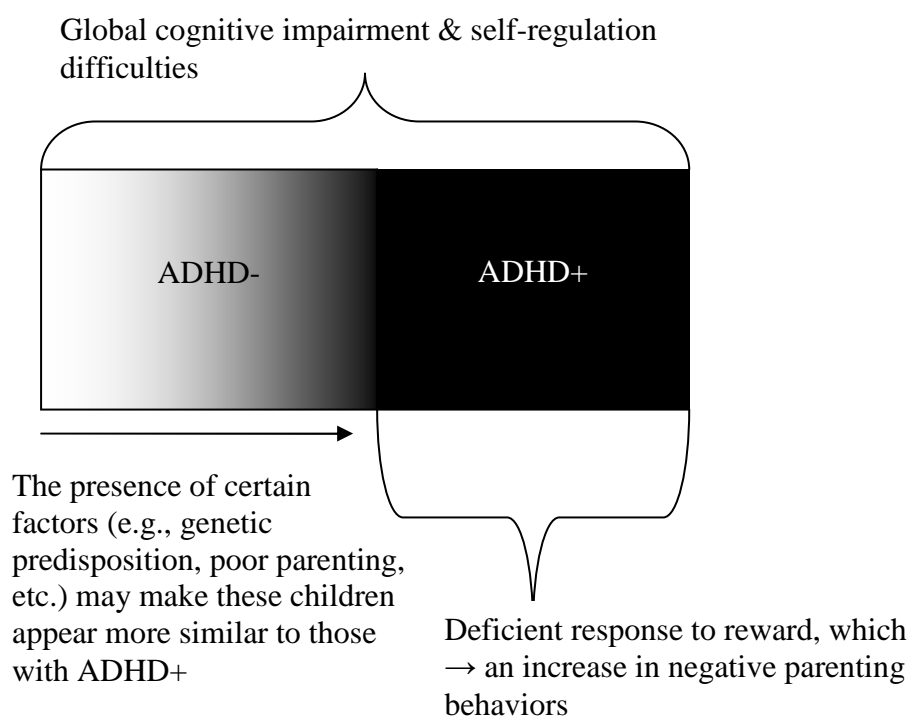 Global cognitive impairment & self-regulation
difficulties
ADHD-
ADHD+
The presence of certain
factors (e.g., genetic
predisposition, poor parenting,
etc.) may make these children
appear more similar to those
with ADHD+
Deficient response to reward, which
→ an increase in negative parenting
behaviors